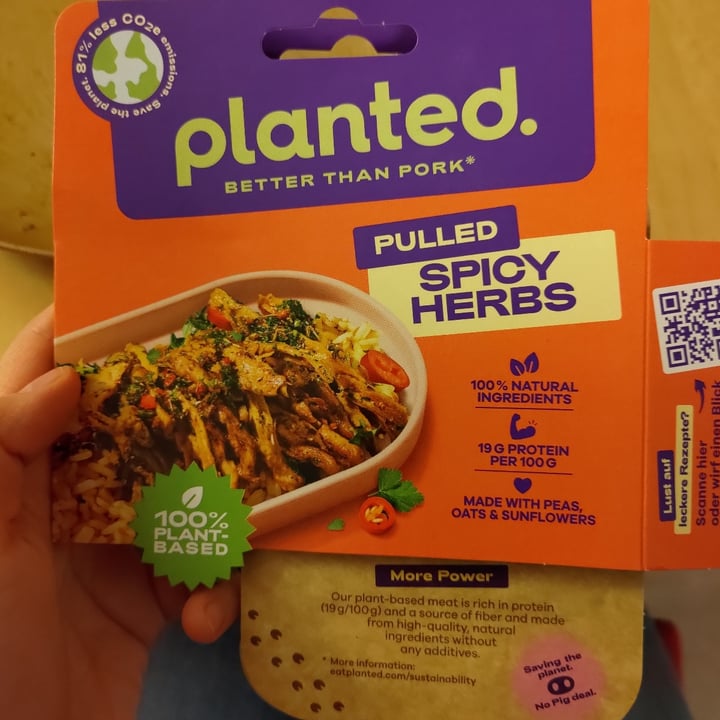 81% less CO2e emissions. Save the planet.
planted.
BETTER THAN PORK*
PULLED
SPICY
HERBS
100% NATURAL
INGREDIENTS
19 G PROTEIN
PER 100 G
MADE WITH PEAS,
OATS & SUNFLOWERS
100%
PLANT-
BASED
More Power
Our plant-based meat is rich in protein
(19g/100g) and a source of fiber and made
from high-quality, natural
ingredients without
any additives.
* More information:
eatplanted.com/sustainability
Saving the
planet.
No Pig deal.
Lust auf
leckere Rezepte?
Scanne hier
oder wirf einen Blick